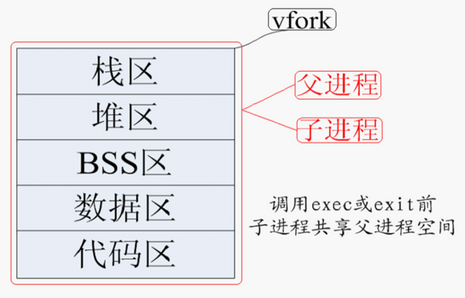 vfork
栈区
堆区
BSS区
数据区
代码区
父进程
子进程
调用exec或exit前
子进程共享父进程空间